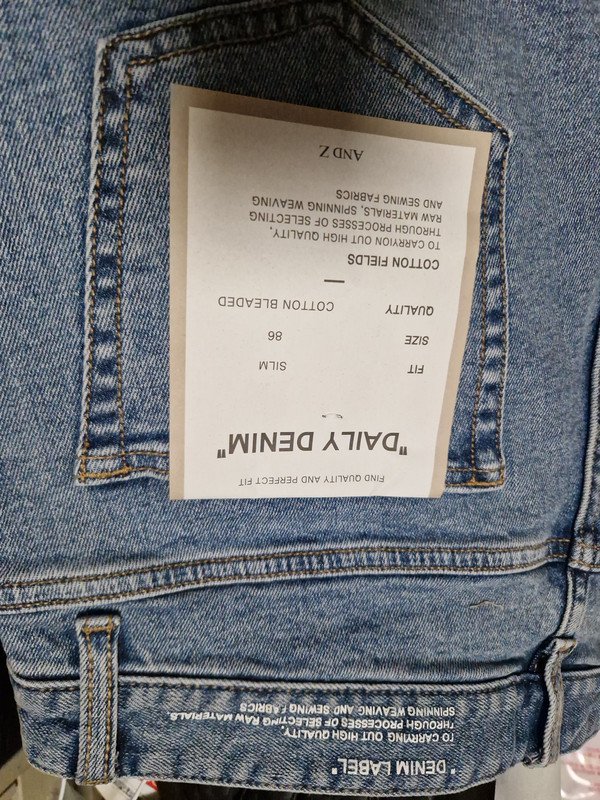 FIND QUALITY AND PERFECT FIT
"DAILY DENIM"
FIT SILM
SIZE 86
QUALITY COTTON BLEADED
COTTON FIELDS
TO CARRYION OUT HIGH QUALITY,
THROUGH PROCESSES OF SELECTING
RAW MATERIALS, SPINNING WEAVING
AND SEWING FABRICS
AND Z
"DENIM LABEL"
TO CARRYING OUT HIGH QUALITY,
THROUGH PROCESSES OF SELECTING RAW MATERIALS,
SPINNING WEAVING AND SEWING FABRICS